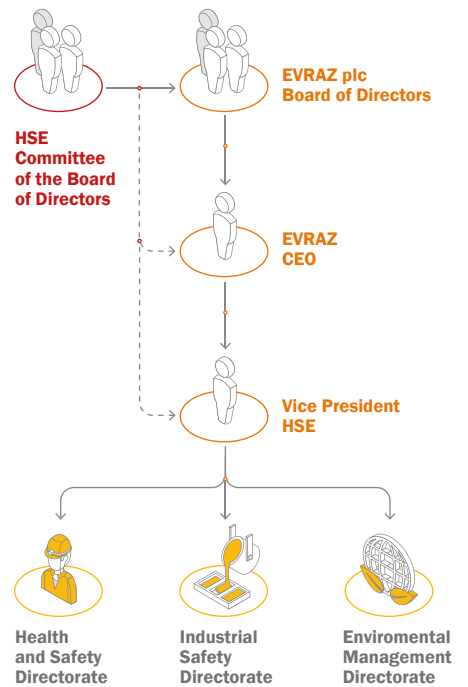 EVRAZ plc
Board of Directors
HSE
Committee
of the Board
of Directors
EVRAZ
CEO
Vice President
HSE
Health
and Safety
Directorate
Industrial
Safety
Directorate
Enviromental
Management
Directorate